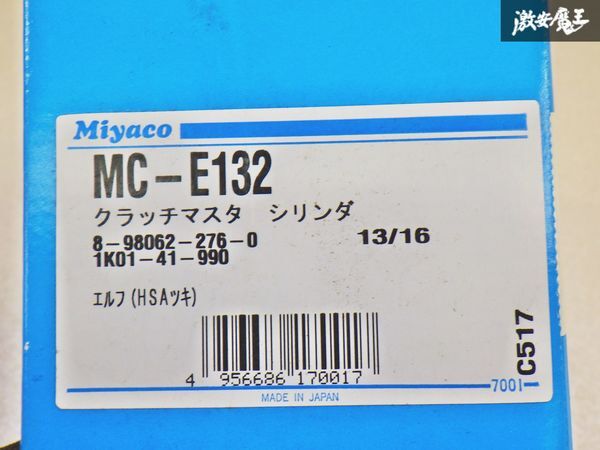 激安魔王
Miyaco
MC-E132
クラッチマスタ シリンダ
8-98062-276-0 13/16
1K01-41-990
エルフ(HSAツキ)
4 956686 170017
C517
7001
MADE IN JAPAN